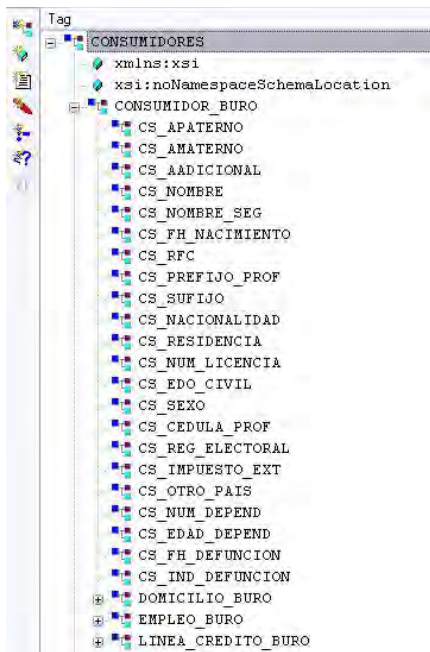 Tag
CONSUMIDORES
xmlns:xsi
xsi:noNamespaceSchemaLocation
CONSUMIDOR_BURO
CS_APATERNO
CS_AMATERNO
CS_AADICIONAL
CS_NOMBRE
CS_NOMBRE_SEG
CS_FH_NACIMIENTO
CS_RFC
CS_PREFIJO_PROF
CS_SUFIJO
CS_NACIONALIDAD
CS_RESIDENCIA
CS_NUM_LICENCIA
CS_EDO_CIVIL
CS_SEXO
CS_CEDULA_PROF
CS_REG_ELECTORAL
CS_IMPUESTO_EXT
CS_OTRO_PAIS
CS_NUM_DEPEND
CS_EDAD_DEPEND
CS_FH_DEFUNCION
CS_IND_DEFUNCION
DOMICILIO_BURO
EMPLEO_BURO
LINEA_CREDITO_BURO